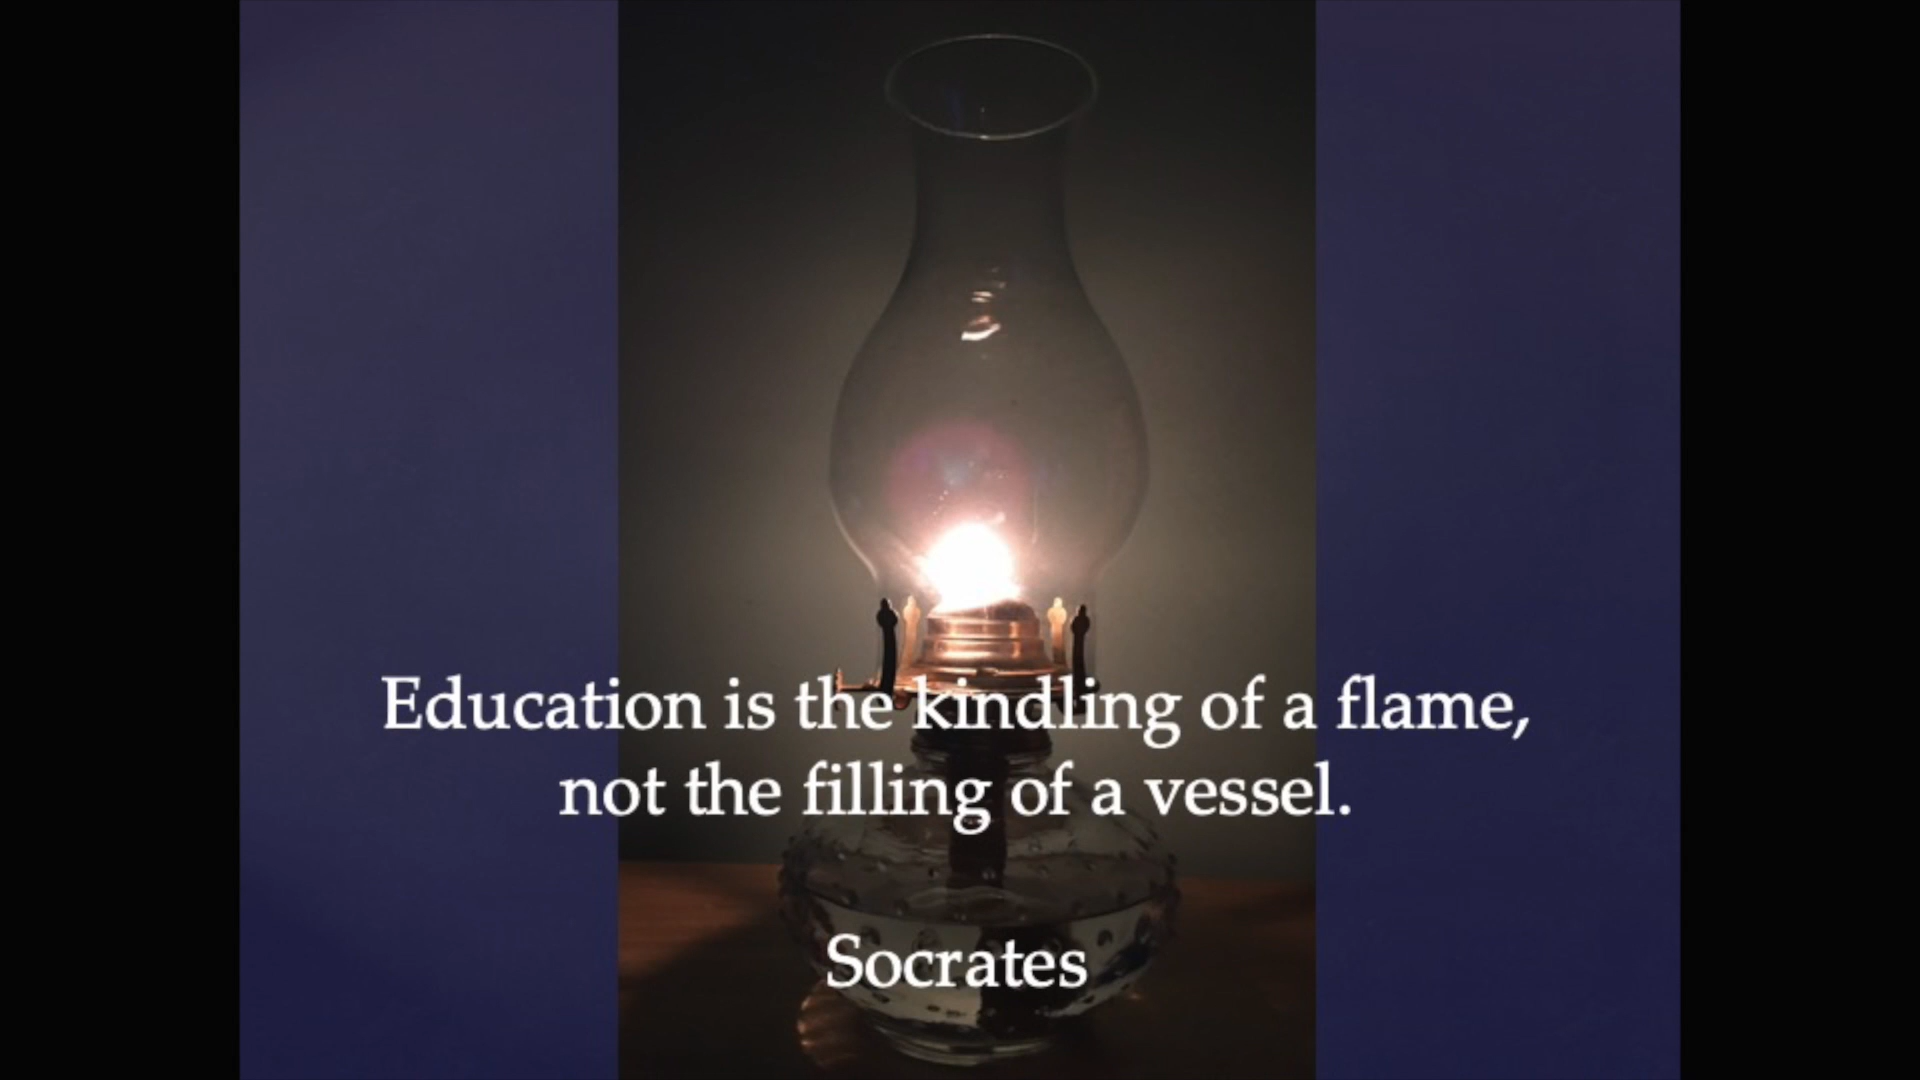 Education is the kindling of a flame,
not the filling of a vessel.
Socrates